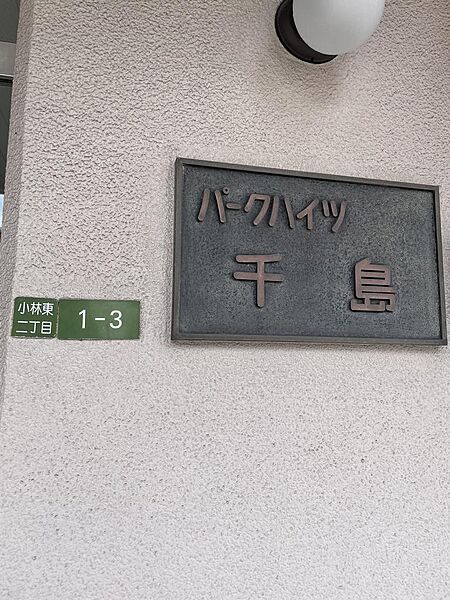 パークハイツ
千島
小林東
二丁目
1-3